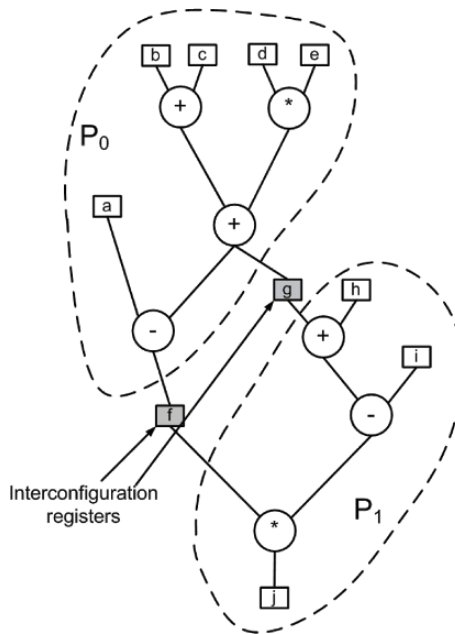 b c d e
+ *
P0
a
+
g h
- +
i
f -
Interconfiguration
registers
P1
*
j